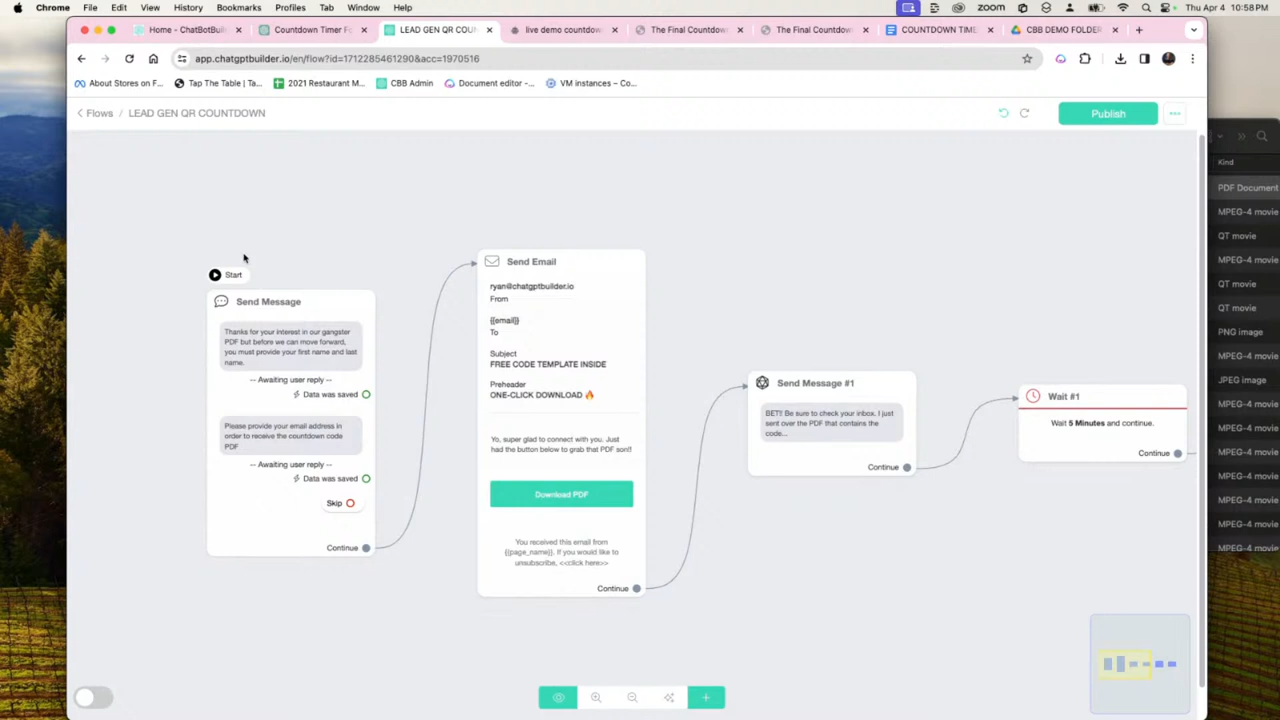 Chrome File Edit View History Bookmarks Profiles Tab Window Help zoom Thu Apr 4 10:58 PM
Home - ChatBotBuil
Countdown Timer Fo
LEAD GEN QR COUN
live demo countdow
The Final Countdow
The Final Countdow
COUNTDOWN TIME
CBB DEMO FOLDER
app.chatgptbuilder.io/en/flow?id=1712285461290&acc=1970516
About Stores on F...
Tap The Table | Ta...
2021 Restaurant M...
CBB Admin
Document editor -...
VM instances – Co...
Flows / LEAD GEN QR COUNTDOWN
Publish
Start
Send Message
Thanks for your interest in our gangster
PDF but before we can move forward,
you must provide your first name and last
name.
-- Awaiting user reply --
Data was saved
Please provide your email address in
order to receive the countdown code
PDF
-- Awaiting user reply --
Data was saved
Skip
Continue
Send Email
ryan@chatgptbuilder.io
From
{{email}}
To
Subject
FREE CODE TEMPLATE INSIDE
Preheader
ONE-CLICK DOWNLOAD 🔥
Yo, super glad to connect with you. Just
had the button below to grab that PDF son!!
Download PDF
You received this email from
{{page_name}}. If you would like to
unsubscribe, <<click here>>
Continue
Send Message #1
BET!! Be sure to check your inbox. I just
sent over the PDF that contains the
code...
Continue
Wait #1
Wait 5 Minutes and continue.
Continue
Kind
PDF Document
MPEG-4 movie
QT movie
MPEG-4 movie
QT movie
QT movie
PNG image
MPEG-4 movie
JPEG image
MPEG-4 movie
MPEG-4 movie
MPEG-4 movie
MPEG-4 movie
MPEG-4 movie
MPEG-4 movie
MPEG-4 movie